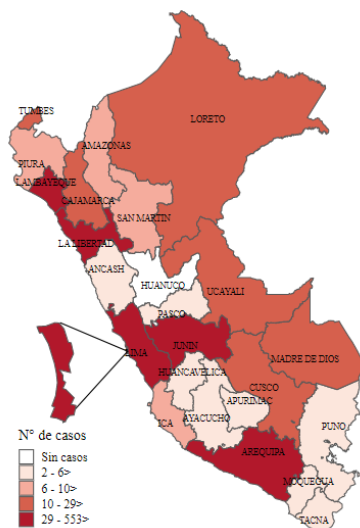 TUMBES
LORETO
AMAZONAS
PIURA
LAMBAYEQUE
CAJAMARCA
SAN MARTIN
LA LIBERTAD
ANCASH
HUANUCO
UCAYALI
PASCO
JUNIN
LIMA
MADRE DE DIOS
HUANCAVELICA
CUSCO
APURIMAC
PUNO
ICA
AYACUCHO
AREQUIPA
MOQUEGUA
TACNA
N° de casos
Sin casos
2 - 6>
6 - 10>
10 - 29>
29 - 553>